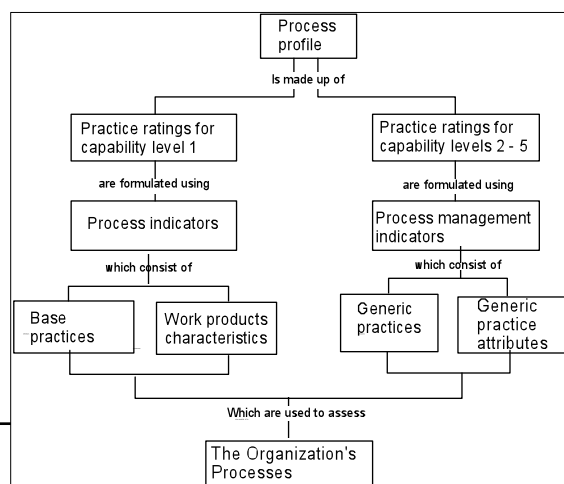 Process
profile
Is made up of
Practice ratings for
capability level 1
Practice ratings for
capability levels 2 - 5
are formulated using
are formulated using
Process indicators
Process management
indicators
which consist of
which consist of
Base
practices
Work products
characteristics
Generic
practices
Generic
practice
attributes
Which are used to assess
The Organization's
Processes